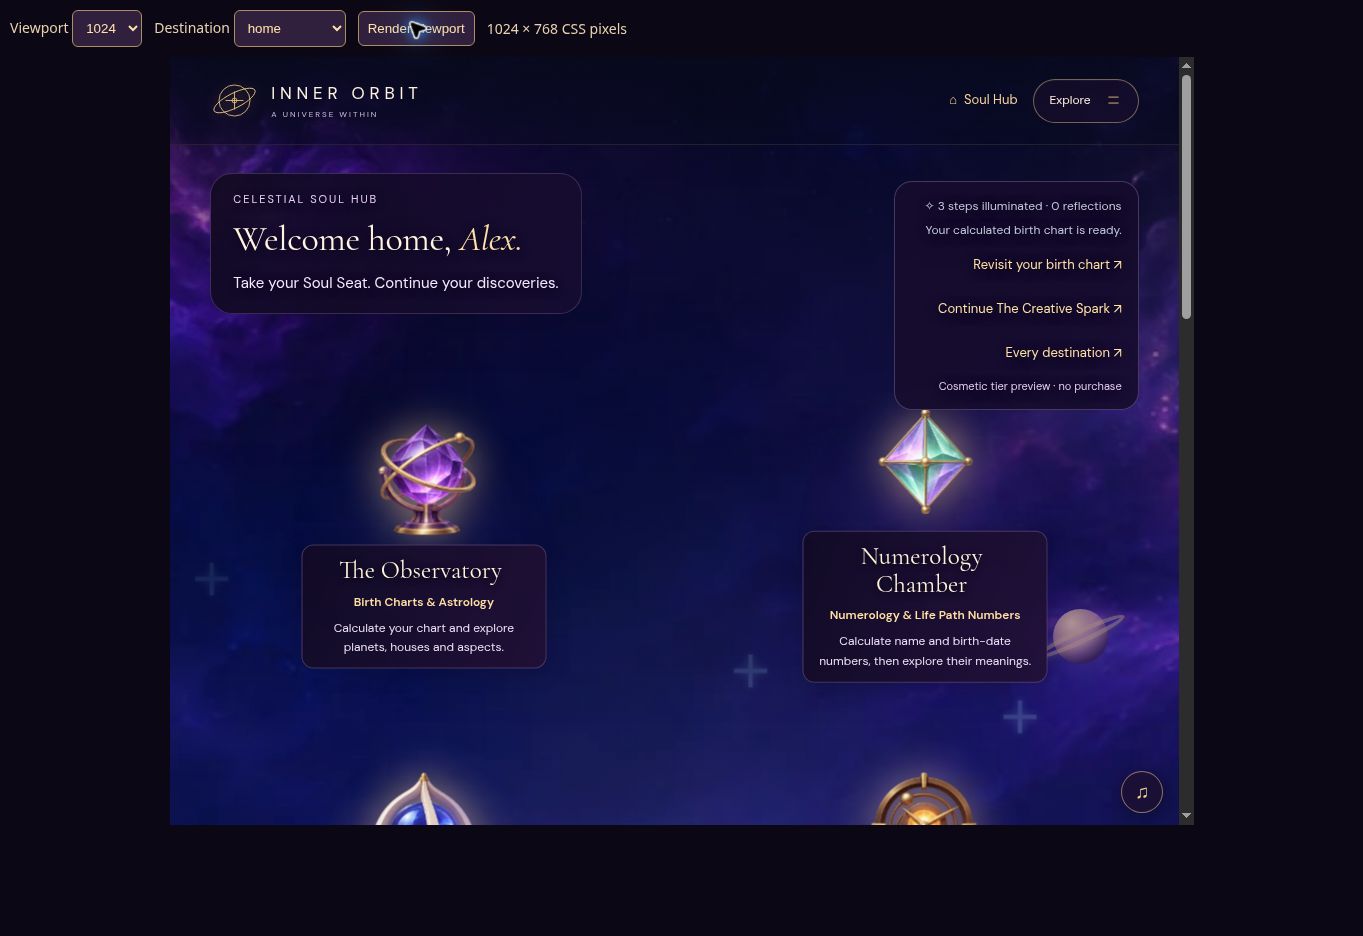 Viewport 1024 Destination home Render Viewport 1024 × 768 CSS pixels
INNER ORBIT
A UNIVERSE WITHIN
⌂ Soul Hub
Explore
CELESTIAL SOUL HUB
Welcome home, Alex.
Take your Soul Seat. Continue your discoveries.
✧ 3 steps illuminated · 0 reflections
Your calculated birth chart is ready.
Revisit your birth chart ↗
Continue The Creative Spark ↗
Every destination ↗
Cosmetic tier preview · no purchase
The Observatory
Birth Charts & Astrology
Calculate your chart and explore
planets, houses and aspects.
Numerology
Chamber
Numerology & Life Path Numbers
Calculate name and birth-date
numbers, then explore their meanings.
♫